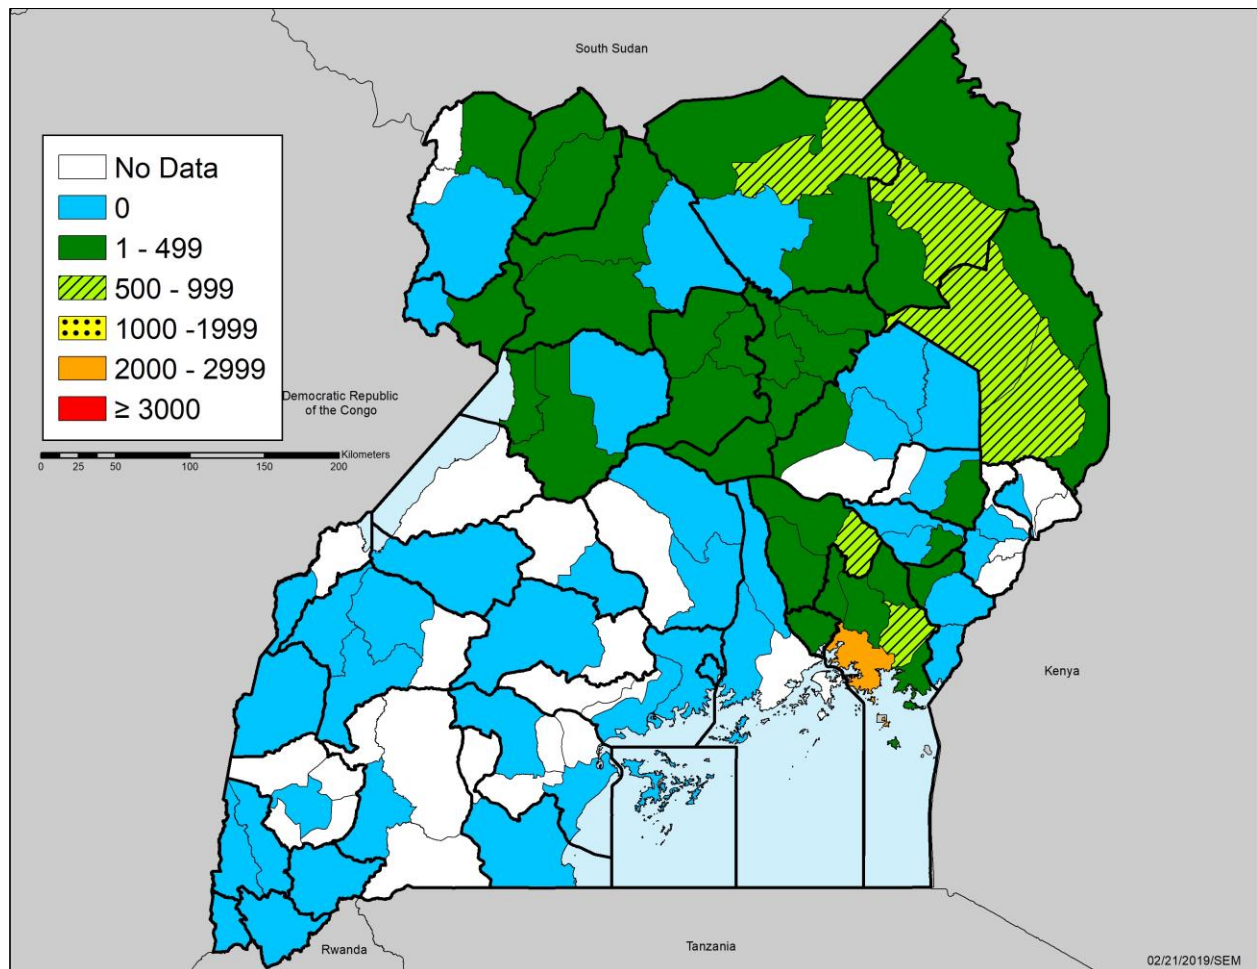 South Sudan
No Data
0
1 - 499
500 - 999
1000 -1999
2000 - 2999
≥ 3000
Democratic Republic
of the Congo
Kilometers
0 25 50 100 150 200
Kenya
Rwanda
Tanzania
02/21/2019/SEM